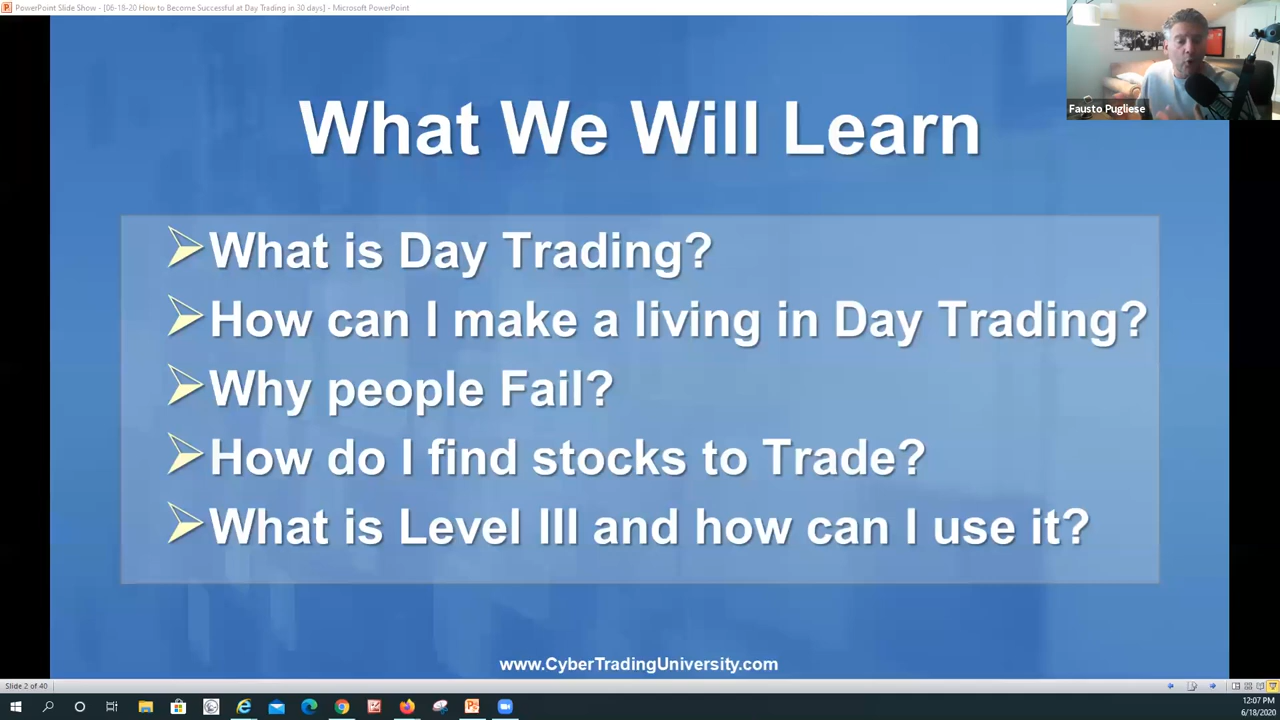 PowerPoint Slide Show - [06-18-20 How to Become Successful at Day Trading in 30 days] - Microsoft PowerPoint
Fausto Pugliese
What We Will Learn
What is Day Trading?
How can I make a living in Day Trading?
Why people Fail?
How do I find stocks to Trade?
What is Level III and how can I use it?
www.CyberTradingUniversity.com
Slide 2 of 40
12:07 PM
6/18/2020